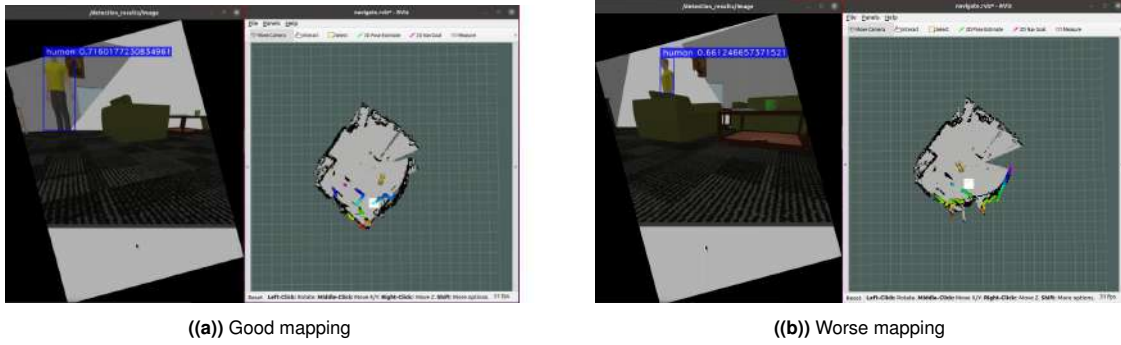 /detection_results/image
navigate.rviz* - RViz
File Panels Help
Move Camera Interact Select 2D Pose Estimate 2D Nav Goal Measure
human 0.7160177230834961
Reset Left-Click: Rotate. Middle-Click: Move X/Y. Right-Click: Move Z. Shift: More options.
((a)) Good mapping
/detection_results/image
navigate.rviz* - RViz
File Panels Help
Move Camera Interact Select 2D Pose Estimate 2D Nav Goal Measure
human 0.661246657371521
Reset Left-Click: Rotate. Middle-Click: Move X/Y. Right-Click: Move Z. Shift: More options. 31 fps
((b)) Worse mapping